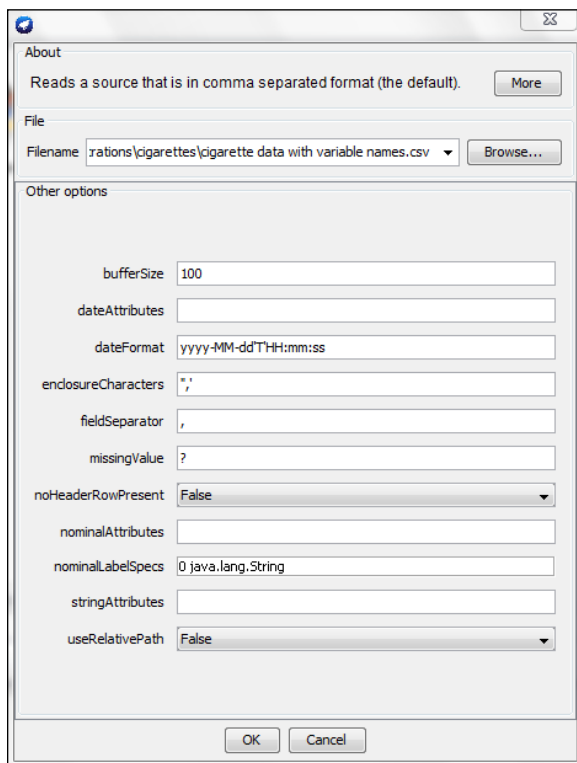 About
Reads a source that is in comma separated format (the default). More
File
Filename :rations\cigarettes\cigarette data with variable names.csv Browse...
Other options
bufferSize 100
dateAttributes
dateFormat yyyy-MM-dd'T'HH:mm:ss
enclosureCharacters ",'
fieldSeparator ,
missingValue ?
noHeaderRowPresent False
nominalAttributes
nominalLabelSpecs 0 java.lang.String
stringAttributes
useRelativePath False
OK Cancel